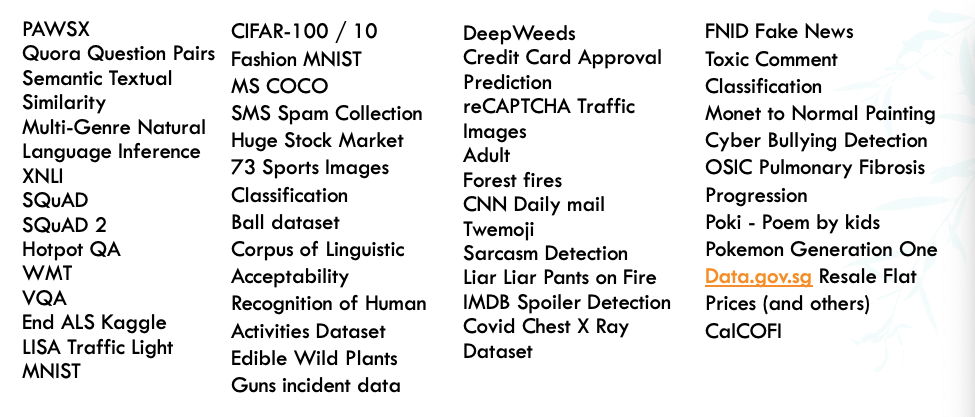 PAWSX
Quora Question Pairs
Semantic Textual
Similarity
Multi-Genre Natural
Language Inference
XNLI
SQuAD
SQuAD 2
Hotpot QA
WMT
VQA
End ALS Kaggle
LISA Traffic Light
MNIST
CIFAR-100 / 10
Fashion MNIST
MS COCO
SMS Spam Collection
Huge Stock Market
73 Sports Images
Classification
Ball dataset
Corpus of Linguistic
Acceptability
Recognition of Human
Activities Dataset
Edible Wild Plants
Guns incident data
DeepWeeds
Credit Card Approval
Prediction
reCAPTCHA Traffic
Images
Adult
Forest fires
CNN Daily mail
Twemoji
Sarcasm Detection
Liar Liar Pants on Fire
IMDB Spoiler Detection
Covid Chest X Ray
Dataset
FNID Fake News
Toxic Comment
Classification
Monet to Normal Painting
Cyber Bullying Detection
OSIC Pulmonary Fibrosis
Progression
Poki - Poem by kids
Pokemon Generation One
Data.gov.sg Resale Flat
Prices (and others)
CalCOFI